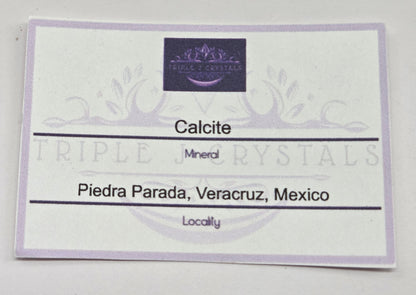 TRIPLE J CRYSTALS
Calcite
Mineral
TRIPLE J CRYSTALS
Piedra Parada, Veracruz, Mexico
Locality